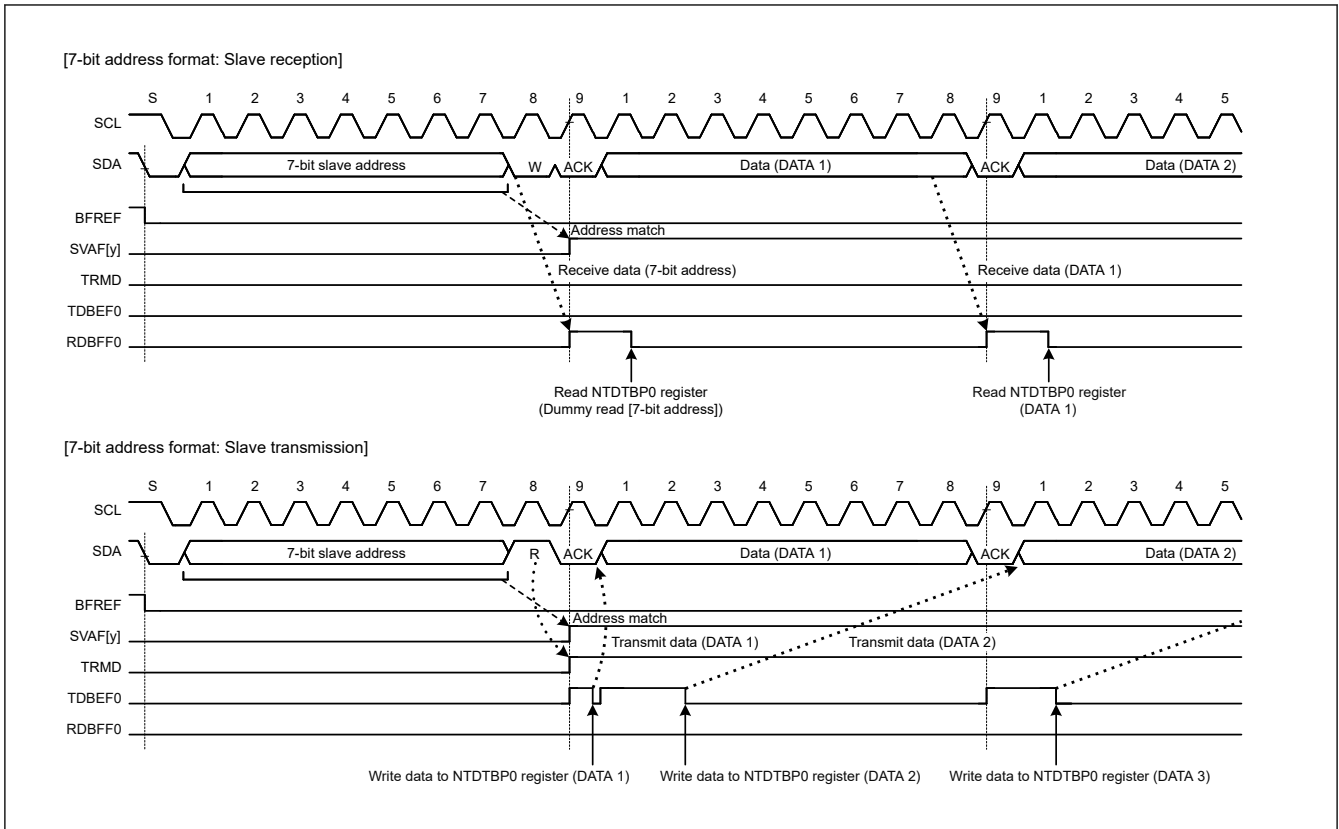 [7-bit address format: Slave reception]
S 1 2 3 4 5 6 7 8 9 1 2 3 4 5 6 7 8 9 1 2 3 4 5
SCL
SDA 7-bit slave address W ACK Data (DATA 1) ACK Data (DATA 2)
BFREF
Address match
SVAF[y]
Receive data (7-bit address) Receive data (DATA 1)
TRMD
TDBEF0
RDBFF0
Read NTDTBP0 register Read NTDTBP0 register
(Dummy read [7-bit address]) (DATA 1)
[7-bit address format: Slave transmission]
S 1 2 3 4 5 6 7 8 9 1 2 3 4 5 6 7 8 9 1 2 3 4 5
SCL
SDA 7-bit slave address R ACK Data (DATA 1) ACK Data (DATA 2)
BFREF
Address match
SVAF[y]
Transmit data (DATA 1) Transmit data (DATA 2)
TRMD
TDBEF0
RDBFF0
Write data to NTDTBP0 register (DATA 1) Write data to NTDTBP0 register (DATA 2) Write data to NTDTBP0 register (DATA 3)